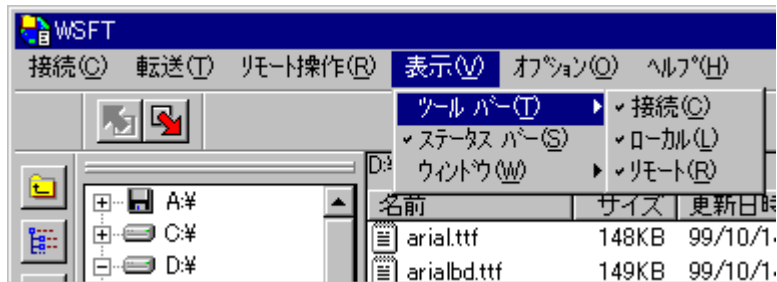 WSFT
接続(C) 転送(T) リモート操作(R) 表示(V) オプション(O) ヘルプ(H)
ツール バー(T)
ステータス バー(S)
ウィンドウ(W)
接続(C)
ローカル(L)
リモート(R)
A:¥
C:¥
D:¥
D:¥
名前 サイズ 更新日時
arial.ttf 148KB 99/10/1
arialbd.ttf 149KB 99/10/1